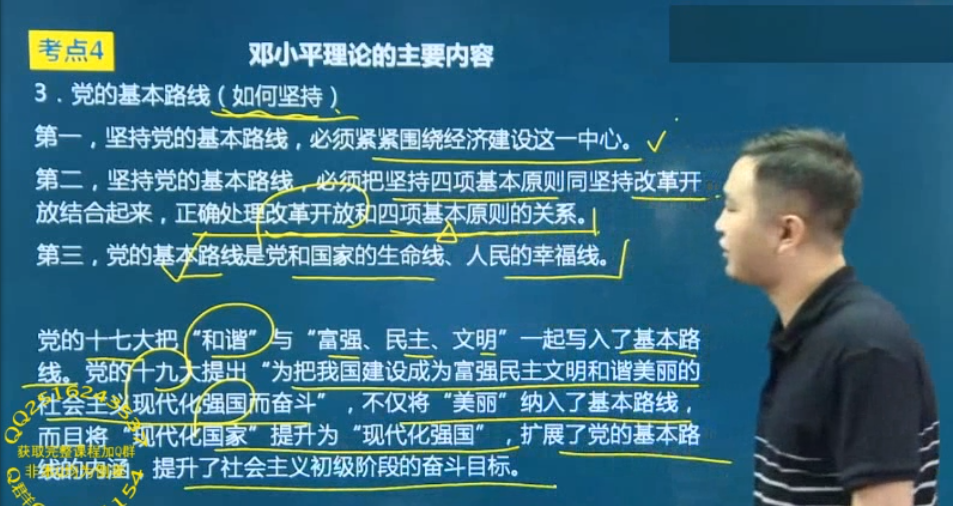 考点4
邓小平理论的主要内容
3．党的基本路线（如何坚持）
第一，坚持党的基本路线，必须紧紧围绕经济建设这一中心。
第二，坚持党的基本路线，必须把坚持四项基本原则同坚持改革开
放结合起来，正确处理改革开放和四项基本原则的关系。
第三，党的基本路线是党和国家的生命线、人民的幸福线。
党的十七大把“和谐”与“富强、民主、文明”一起写入了基本路
线。党的十九大提出“为把我国建设成为富强民主文明和谐美丽的
社会主义现代化强国而奋斗”，不仅将“美丽”纳入了基本路线，
而且将“现代化国家”提升为“现代化强国”，扩展了党的基本路
线的内涵，提升了社会主义初级阶段的奋斗目标。
获取完整课程加Q群